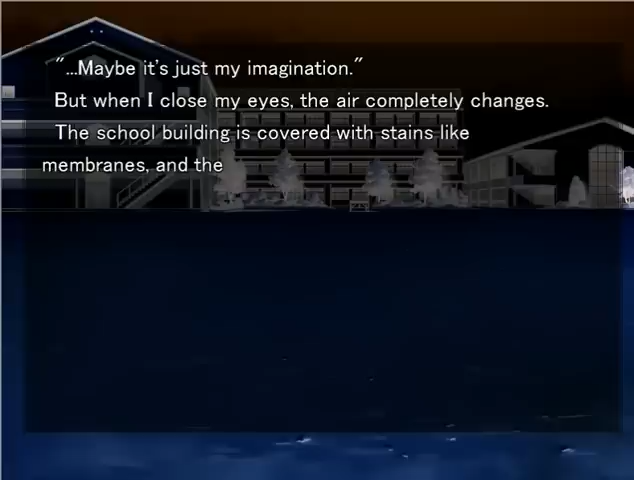 "...Maybe it's just my imagination."
But when I close my eyes, the air completely changes.
The school building is covered with stains like
membranes, and the